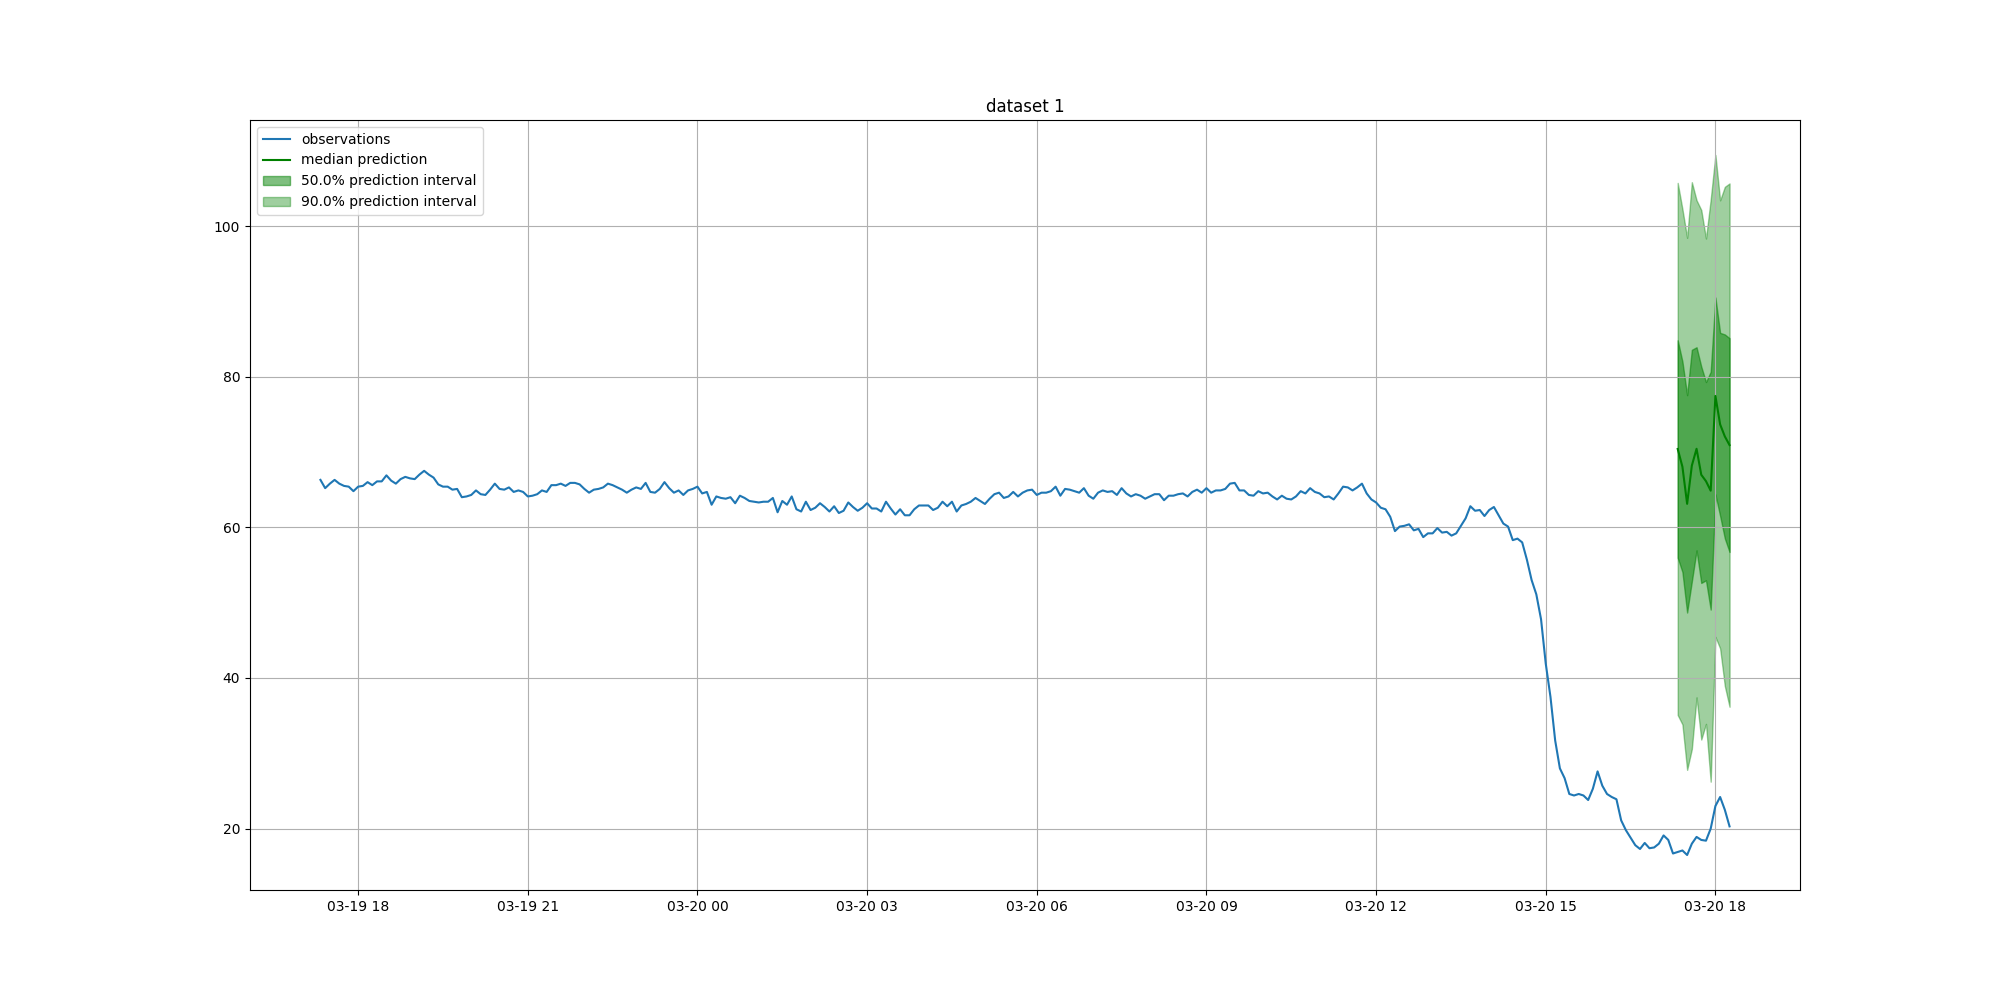 dataset 1
observations
median prediction
50.0% prediction interval
90.0% prediction interval
100
80
60
40
20
03-19 18
03-19 21
03-20 00
03-20 03
03-20 06
03-20 09
03-20 12
03-20 15
03-20 18